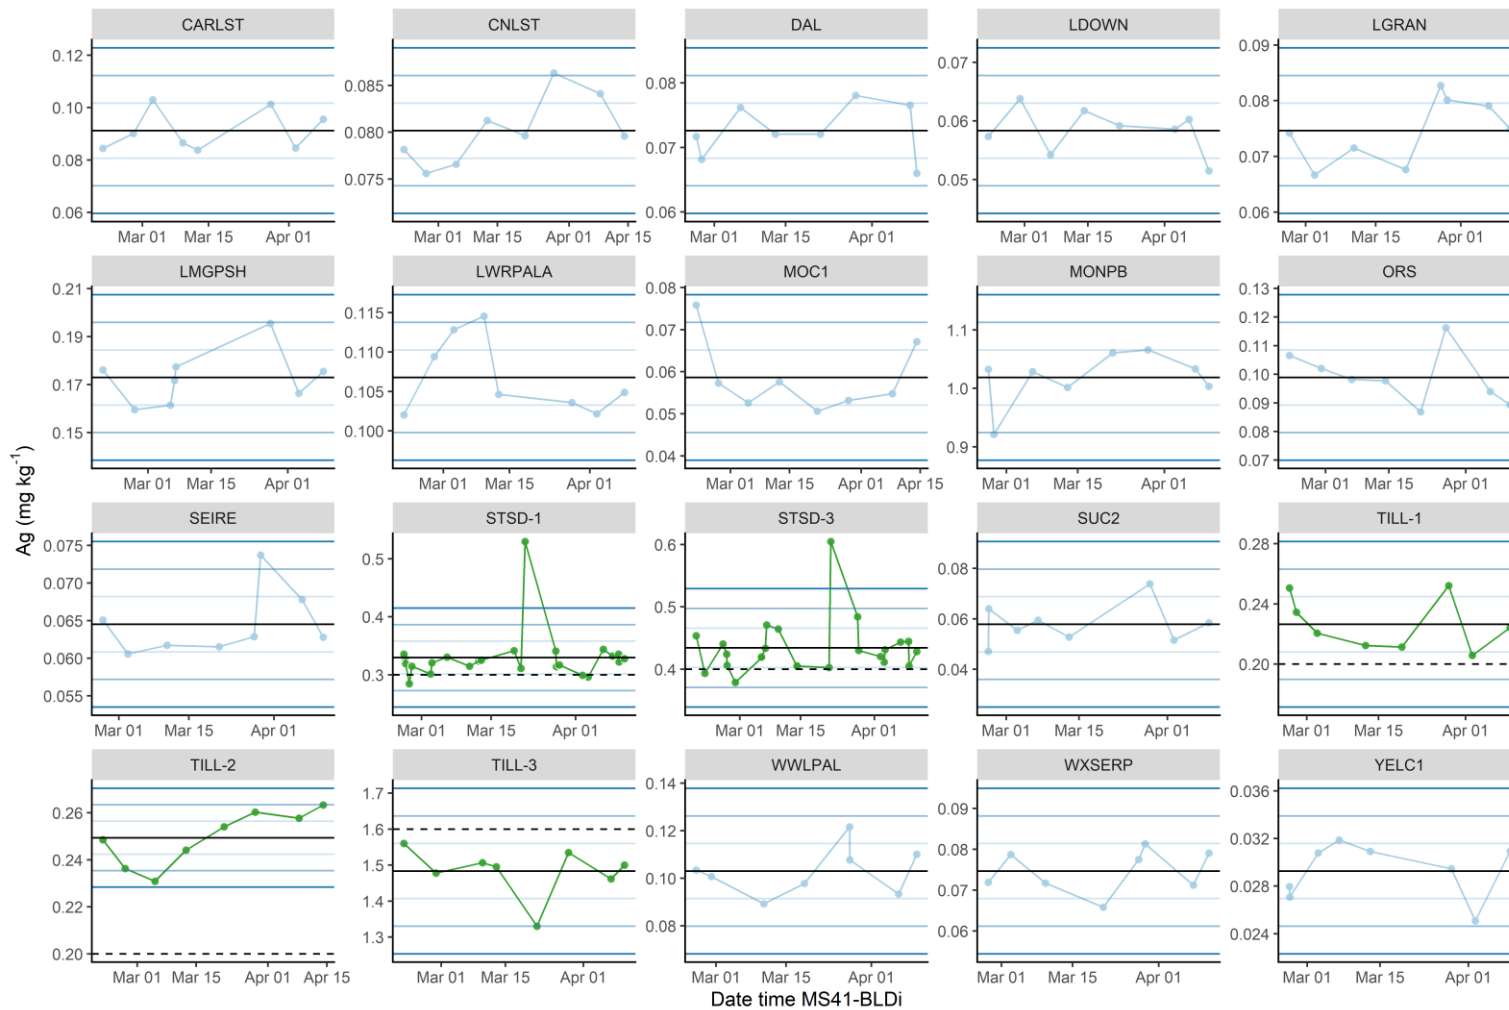 CARLST CNLST DAL LDOWN LGRAN
0.12 0.10 0.08 0.06
0.085 0.080 0.075
0.08 0.07 0.06
0.07 0.06 0.05
0.09 0.08 0.07 0.06
Mar 01 Mar 15 Apr 01
Mar 01 Mar 15 Apr 01 Apr 15
Mar 01 Mar 15 Apr 01
Mar 01 Mar 15 Apr 01
Mar 01 Mar 15 Apr 01
LMGPSH LWRPALA MOC1 MONPB ORS
0.21 0.19 0.17 0.15
0.115 0.110 0.105 0.100
0.08 0.07 0.06 0.05 0.04
1.1 1.0 0.9
0.13 0.12 0.11 0.10 0.09 0.08 0.07
Mar 01 Mar 15 Apr 01
Mar 01 Mar 15 Apr 01
Mar 01 Mar 15 Apr 01 Apr 15
Mar 01 Mar 15 Apr 01
Mar 01 Mar 15 Apr 01
Ag (mg kg⁻¹)
SEIRE STSD-1 STSD-3 SUC2 TILL-1
0.075 0.070 0.065 0.060 0.055
0.5 0.4 0.3
0.6 0.5 0.4
0.08 0.06 0.04
0.28 0.24 0.20
Mar 01 Mar 15 Apr 01
Mar 01 Mar 15 Apr 01
Mar 01 Mar 15 Apr 01
Mar 01 Mar 15 Apr 01
Mar 01 Mar 15 Apr 01
TILL-2 TILL-3 WWLPAL WXSERP YELC1
0.26 0.24 0.22 0.20
1.7 1.6 1.5 1.4 1.3
0.14 0.12 0.10 0.08
0.09 0.08 0.07 0.06
0.036 0.032 0.028 0.024
Mar 01 Mar 15 Apr 01 Apr 15
Mar 01 Mar 15 Apr 01
Mar 01 Mar 15 Apr 01
Mar 01 Mar 15 Apr 01
Mar 01 Mar 15 Apr 01
Date time MS41-BLDi